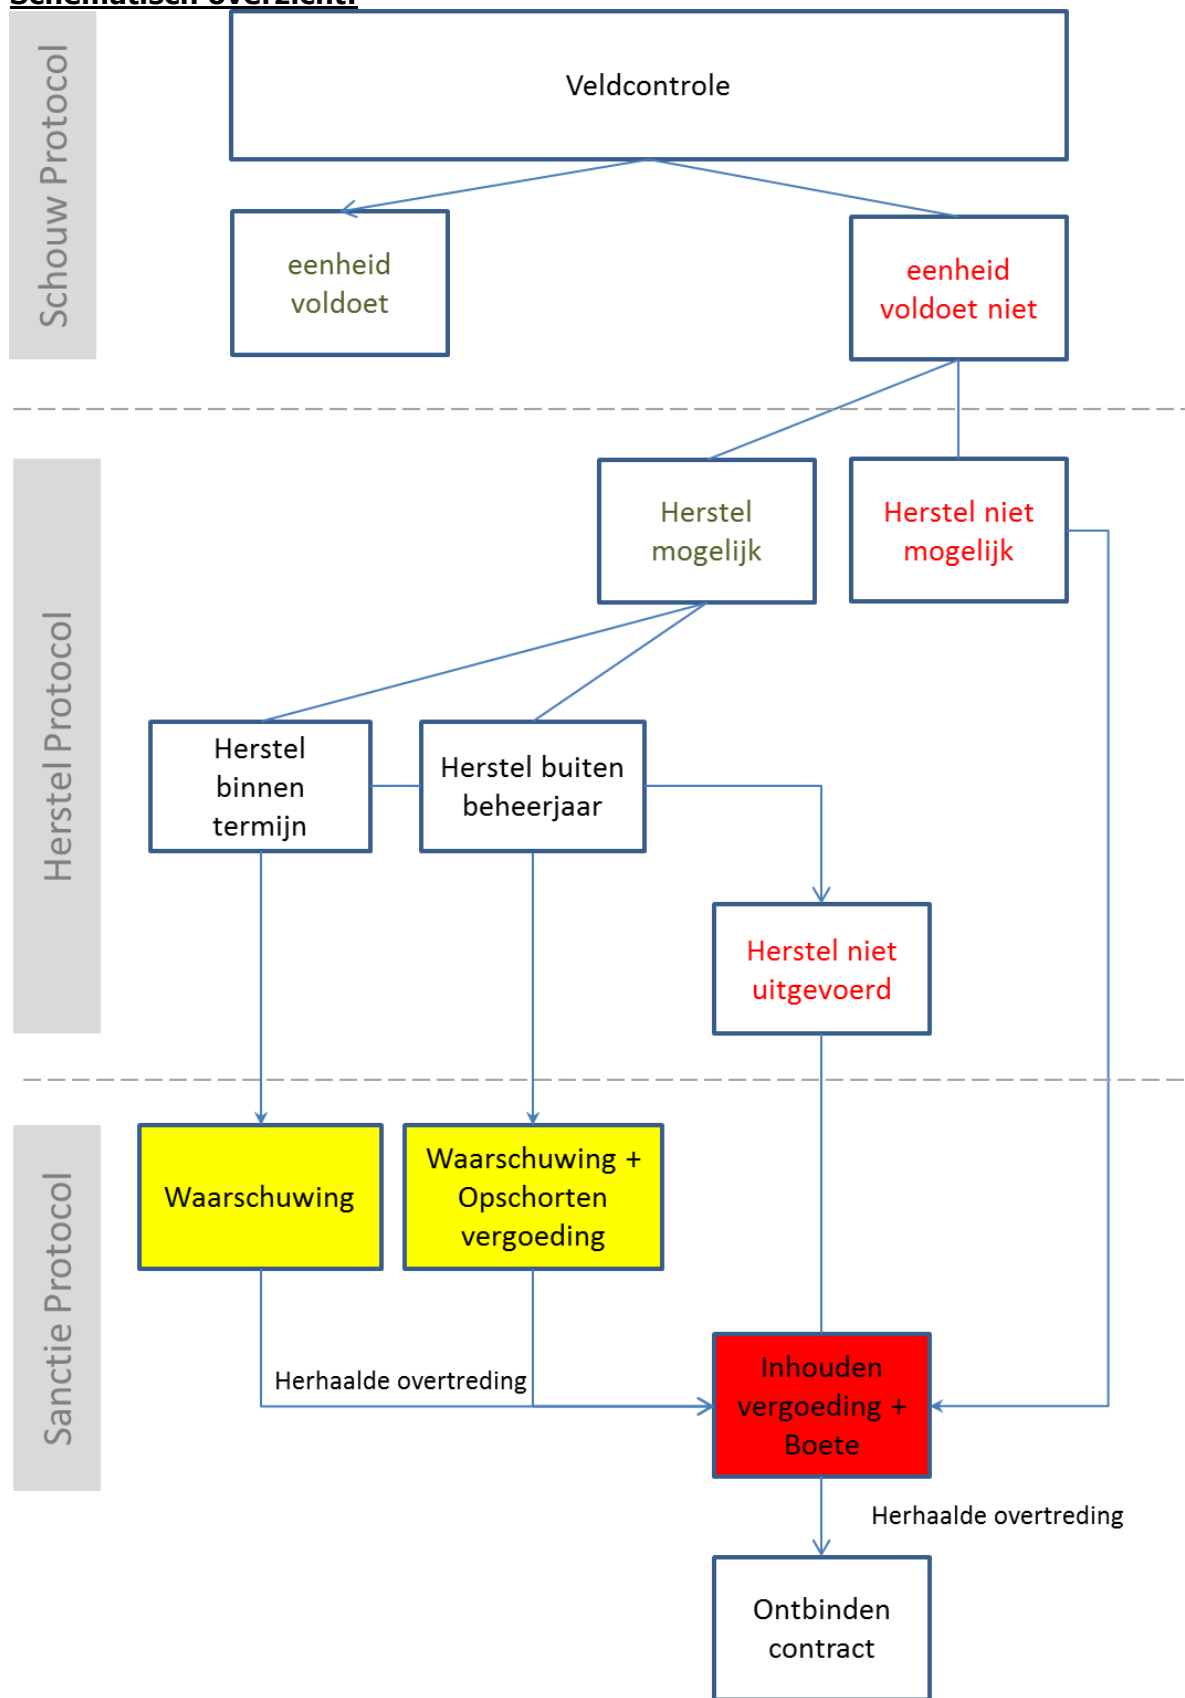 Schematisch overzicht:
Schouw Protocol
Veldcontrole
eenheid
voldoet
eenheid
voldoet niet
Herstel Protocol
Herstel
mogelijk
Herstel niet
mogelijk
Herstel
binnen
termijn
Herstel buiten
beheerjaar
Herstel niet
uitgevoerd
Sanctie Protocol
Waarschuwing
Waarschuwing +
Opschorten
vergoeding
Herhaalde overtreding
Inhouden
vergoeding +
Boete
Herhaalde overtreding
Ontbinden
contract